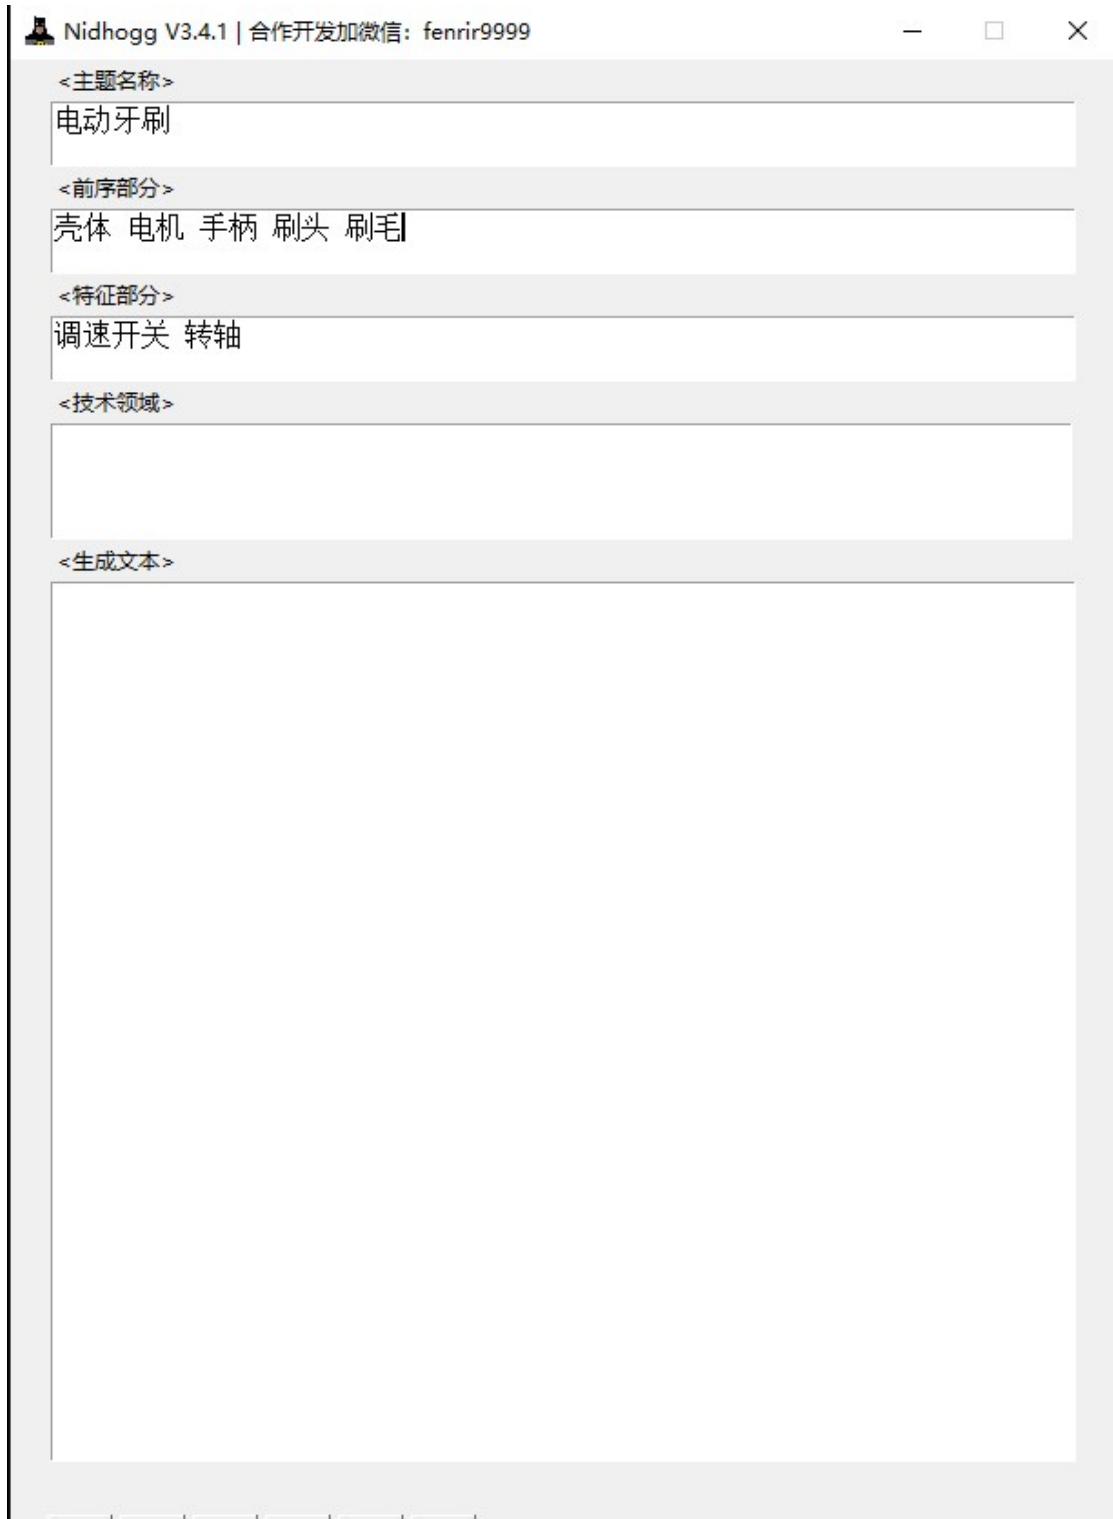 Nidhogg V3.4.1 | 合作开发加微信：fenrir9999
<主题名称>
电动牙刷
<前序部分>
壳体 电机 手柄 刷头 刷毛
<特征部分>
调速开关 转轴
<技术领域>
<生成文本>